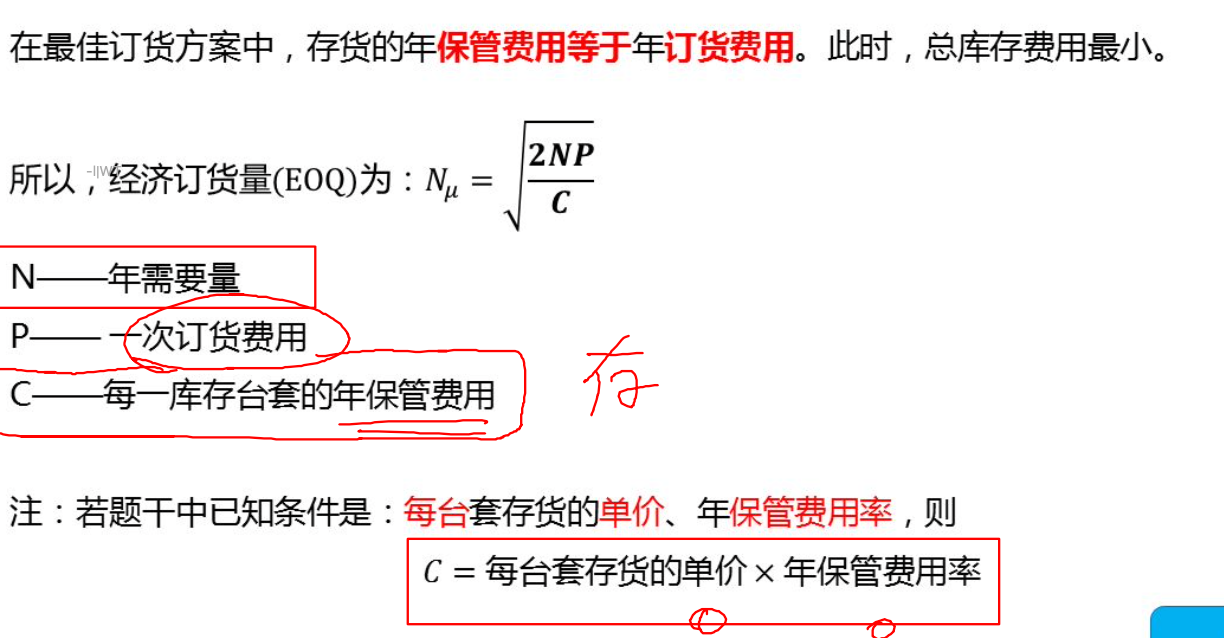 在最佳订货方案中，存货的年保管费用等于年订货费用。此时，总库存费用最小。
所以，经济订货量(EOQ)为：Nμ = √(2NP/C)
N——年需要量
P—— 一次订货费用
C——每一库存台套的年保管费用
存
注：若题干中已知条件是：每台套存货的单价、年保管费用率，则
C = 每台套存货的单价 × 年保管费用率